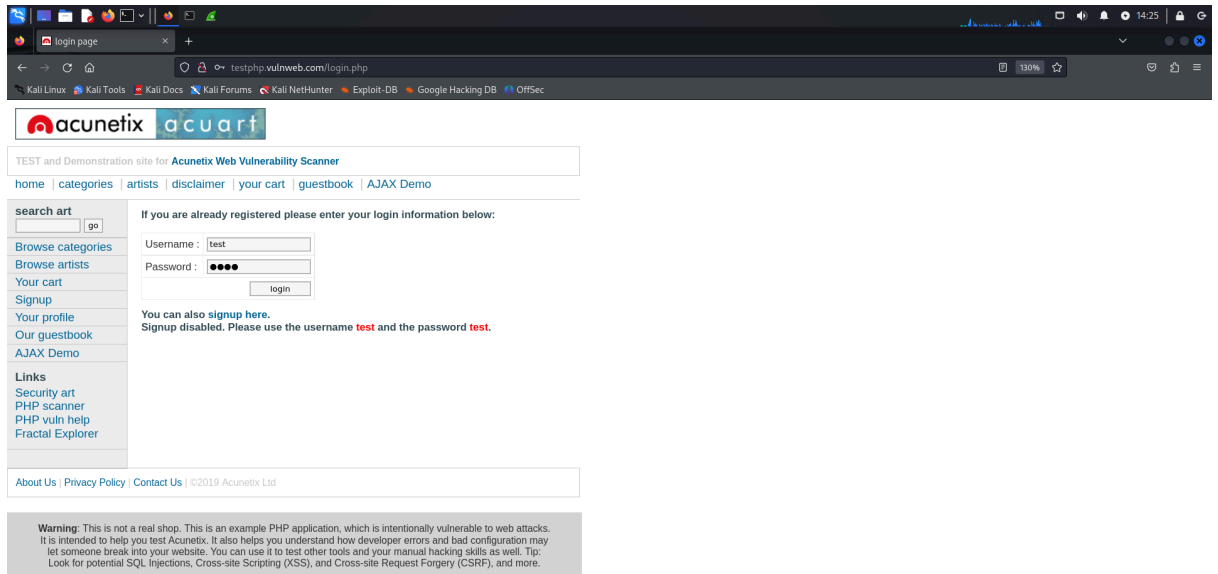 14:25
login page
testphp.vulnweb.com/login.php
130%
Kali Linux Kali Tools Kali Docs Kali Forums Kali NetHunter Exploit-DB Google Hacking DB OffSec
acunetix acuart
TEST and Demonstration site for Acunetix Web Vulnerability Scanner
home | categories | artists | disclaimer | your cart | guestbook | AJAX Demo
search art
go
Browse categories
Browse artists
Your cart
Signup
Your profile
Our guestbook
AJAX Demo
Links
Security art
PHP scanner
PHP vuln help
Fractal Explorer
If you are already registered please enter your login information below:
Username : test
Password : ●●●●
login
You can also signup here.
Signup disabled. Please use the username test and the password test.
About Us | Privacy Policy | Contact Us | ©2019 Acunetix Ltd
Warning: This is not a real shop. This is an example PHP application, which is intentionally vulnerable to web attacks.
It is intended to help you test Acunetix. It also helps you understand how developer errors and bad configuration may
let someone break into your website. You can use it to test other tools and your manual hacking skills as well. Tip:
Look for potential SQL Injections, Cross-site Scripting (XSS), and Cross-site Request Forgery (CSRF), and more.